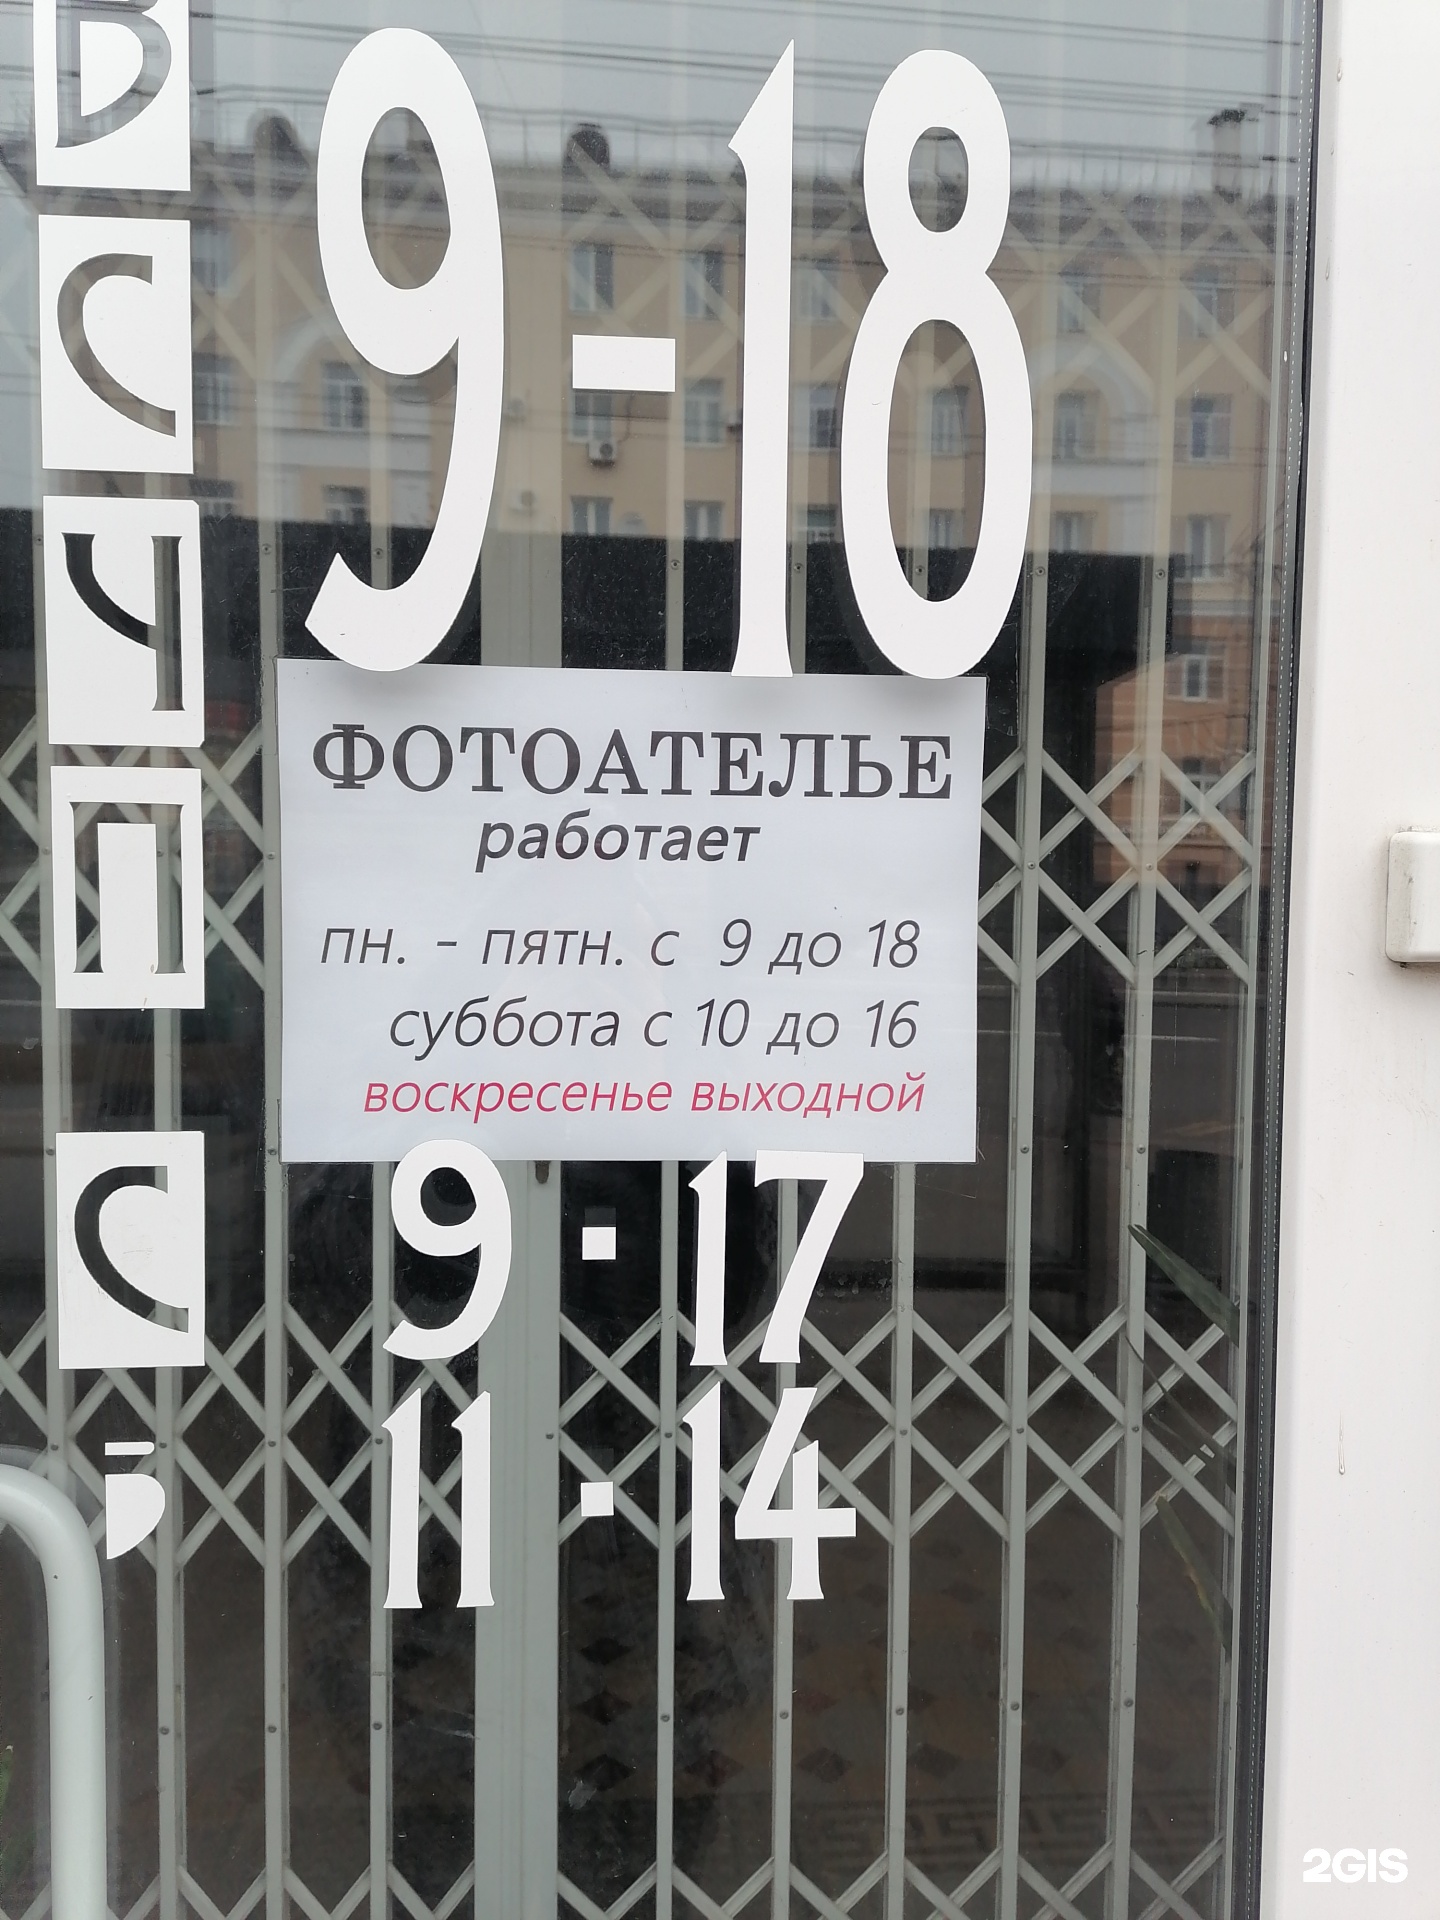 В
С
Ч
П
9-18
ФОТОАТЕЛЬЕ
работает
пн. - пятн. с 9 до 18
суббота с 10 до 16
воскресенье выходной
С 9-17
11-14
2GIS